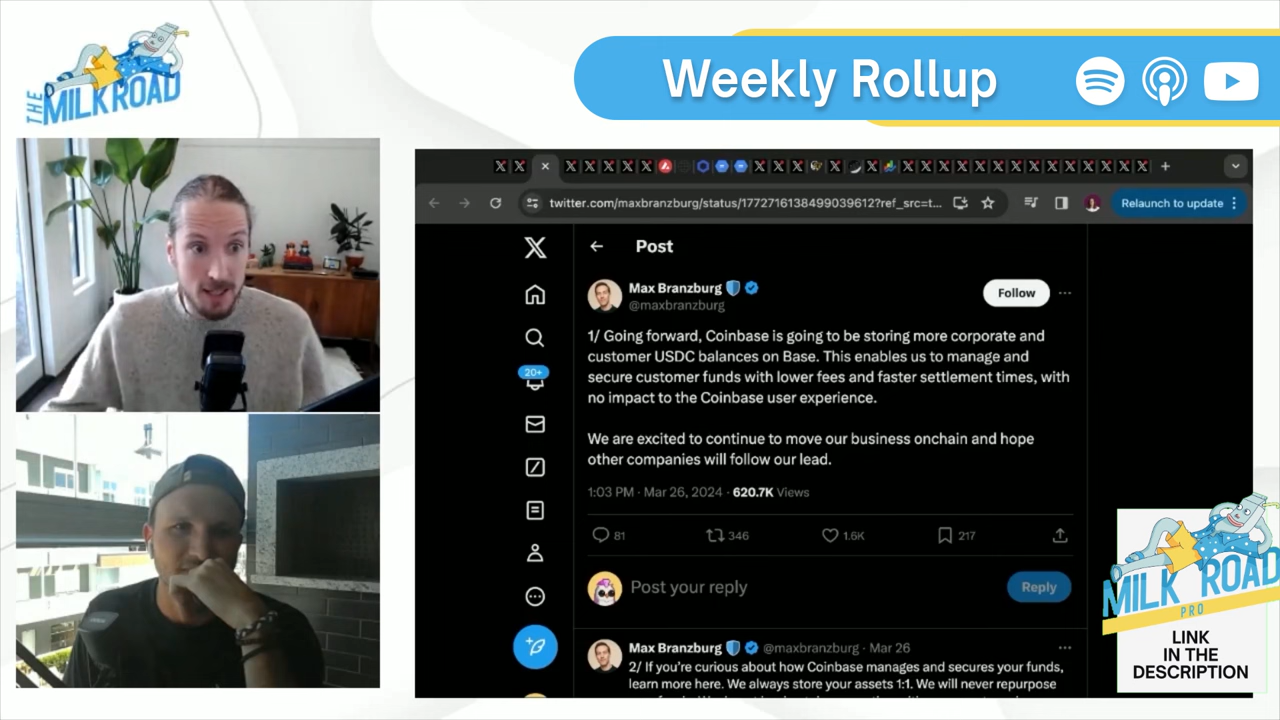 THE
MILK ROAD
Weekly Rollup
twitter.com/maxbranzburg/status/1772716138499039612?ref_src=t...
Relaunch to update
Post
Max Branzburg
@maxbranzburg
Follow
1/ Going forward, Coinbase is going to be storing more corporate and
customer USDC balances on Base. This enables us to manage and
secure customer funds with lower fees and faster settlement times, with
no impact to the Coinbase user experience.
We are excited to continue to move our business onchain and hope
other companies will follow our lead.
1:03 PM · Mar 26, 2024 · 620.7K Views
81 346 1.6K 217
20+
Post your reply
Reply
Max Branzburg @maxbranzburg · Mar 26
2/ If you're curious about how Coinbase manages and secures your funds,
learn more here. We always store your assets 1:1. We will never repurpose
MILK ROAD
PRO
LINK
IN THE
DESCRIPTION